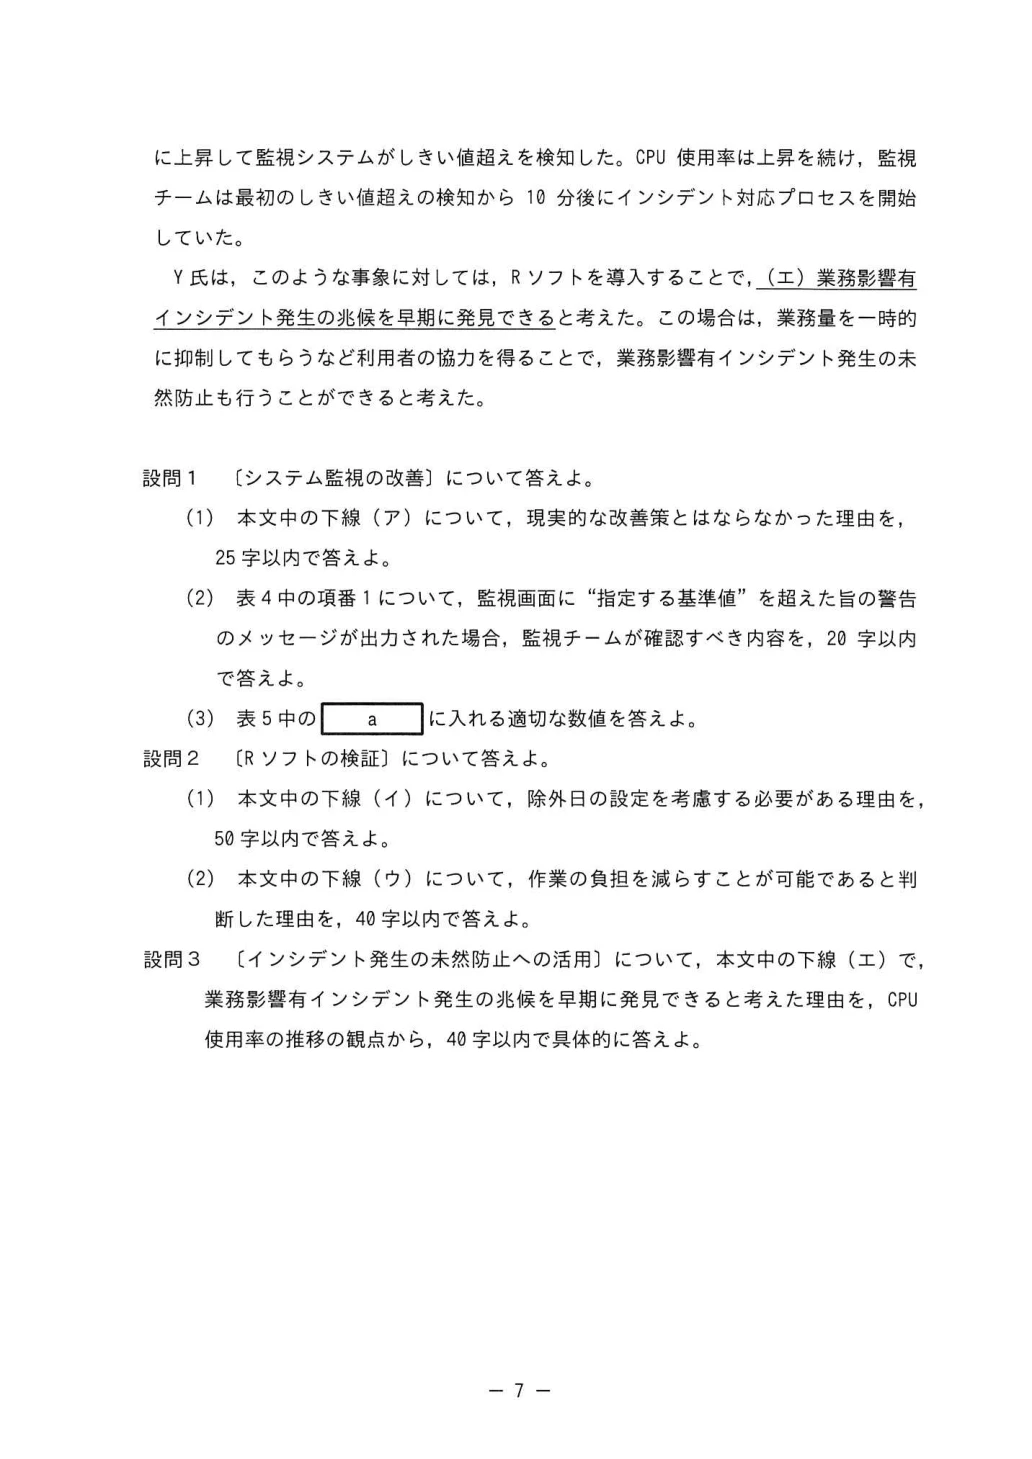 に上昇して監視システムがしきい値超えを検知した。CPU 使用率は上昇を続け，監視
チームは最初のしきい値超えの検知から 10 分後にインシデント対応プロセスを開始
していた。
Y 氏は，このような事象に対しては，R ソフトを導入することで，（エ）業務影響有
インシデント発生の兆候を早期に発見できると考えた。この場合は，業務量を一時的
に抑制してもらうなど利用者の協力を得ることで，業務影響有インシデント発生の未
然防止も行うことができると考えた。
設問１ 〔システム監視の改善〕について答えよ。
(1) 本文中の下線（ア）について，現実的な改善策とはならなかった理由を，
25 字以内で答えよ。
(2) 表 4 中の項番 1 について，監視画面に“指定する基準値”を超えた旨の警告
のメッセージが出力された場合，監視チームが確認すべき内容を，20 字以内
で答えよ。
(3) 表 5 中の a に入れる適切な数値を答えよ。
設問２ 〔R ソフトの検証〕について答えよ。
(1) 本文中の下線（イ）について，除外日の設定を考慮する必要がある理由を，
50 字以内で答えよ。
(2) 本文中の下線（ウ）について，作業の負担を減らすことが可能であると判
断した理由を，40 字以内で答えよ。
設問３ 〔インシデント発生の未然防止への活用〕について，本文中の下線（エ）で，
業務影響有インシデント発生の兆候を早期に発見できると考えた理由を，CPU
使用率の推移の観点から，40 字以内で具体的に答えよ。
－ 7 －